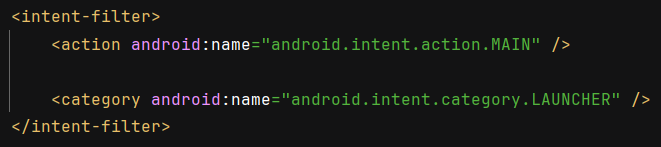 <intent-filter>
    <action android:name="android.intent.action.MAIN" />

    <category android:name="android.intent.category.LAUNCHER" />
</intent-filter>